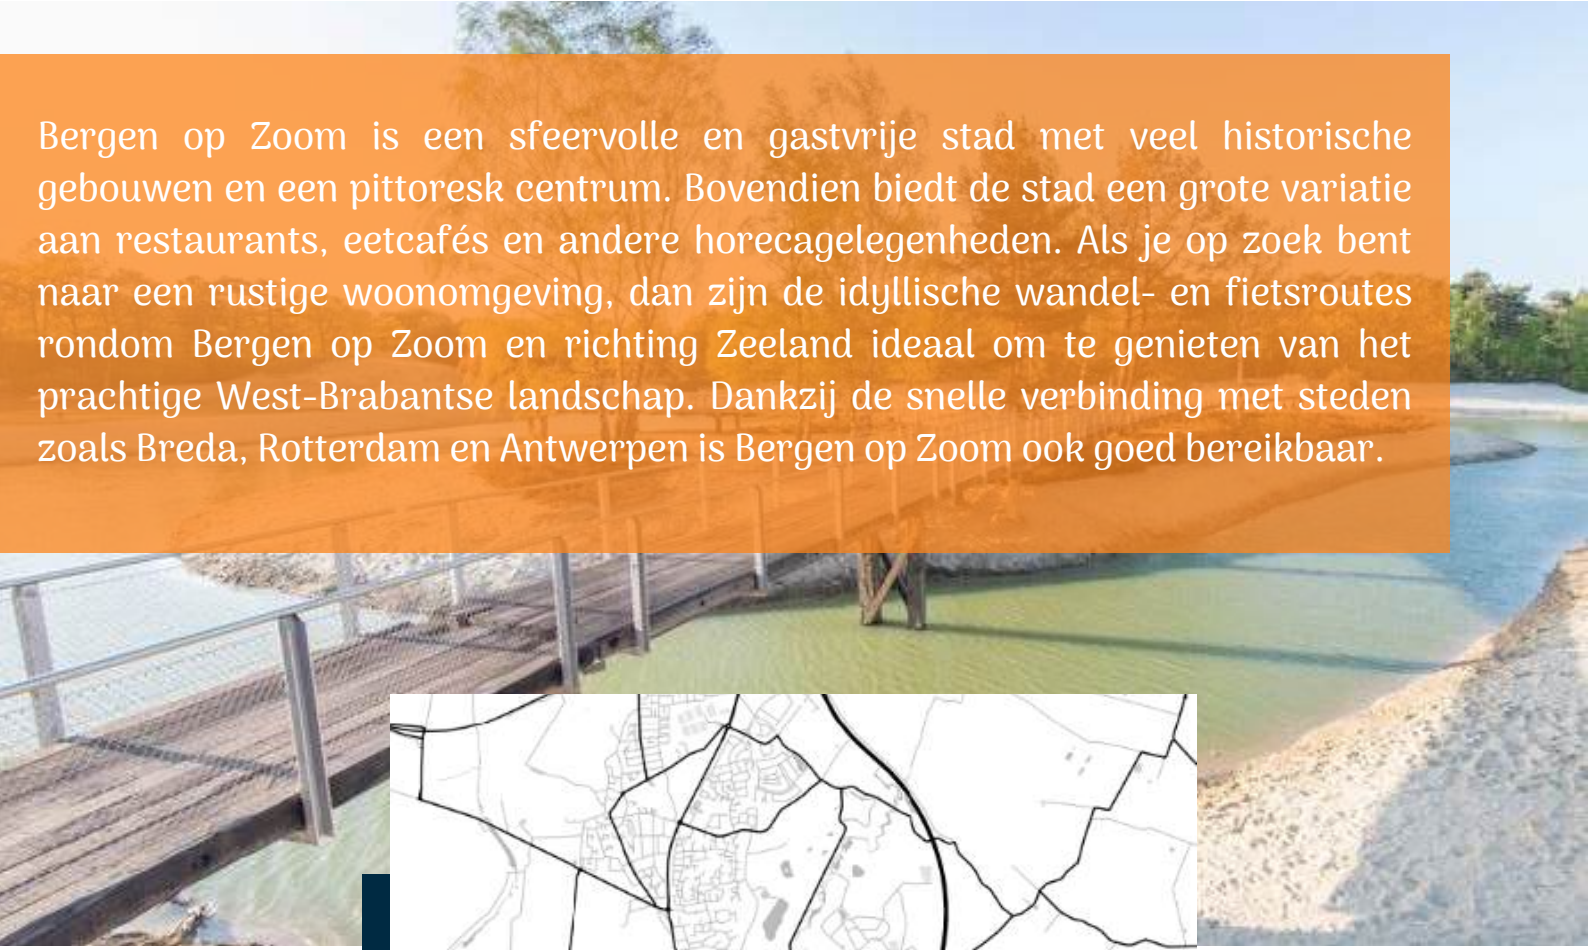 Bergen op Zoom is een sfeervolle en gastvrije stad met veel historische
gebouwen en een pittoresk centrum. Bovendien biedt de stad een grote variatie
aan restaurants, eetcafés en andere horecagelegenheden. Als je op zoek bent
naar een rustige woonomgeving, dan zijn de idyllische wandel- en fietsroutes
rondom Bergen op Zoom en richting Zeeland ideaal om te genieten van het
prachtige West-Brabantse landschap. Dankzij de snelle verbinding met steden
zoals Breda, Rotterdam en Antwerpen is Bergen op Zoom ook goed bereikbaar.